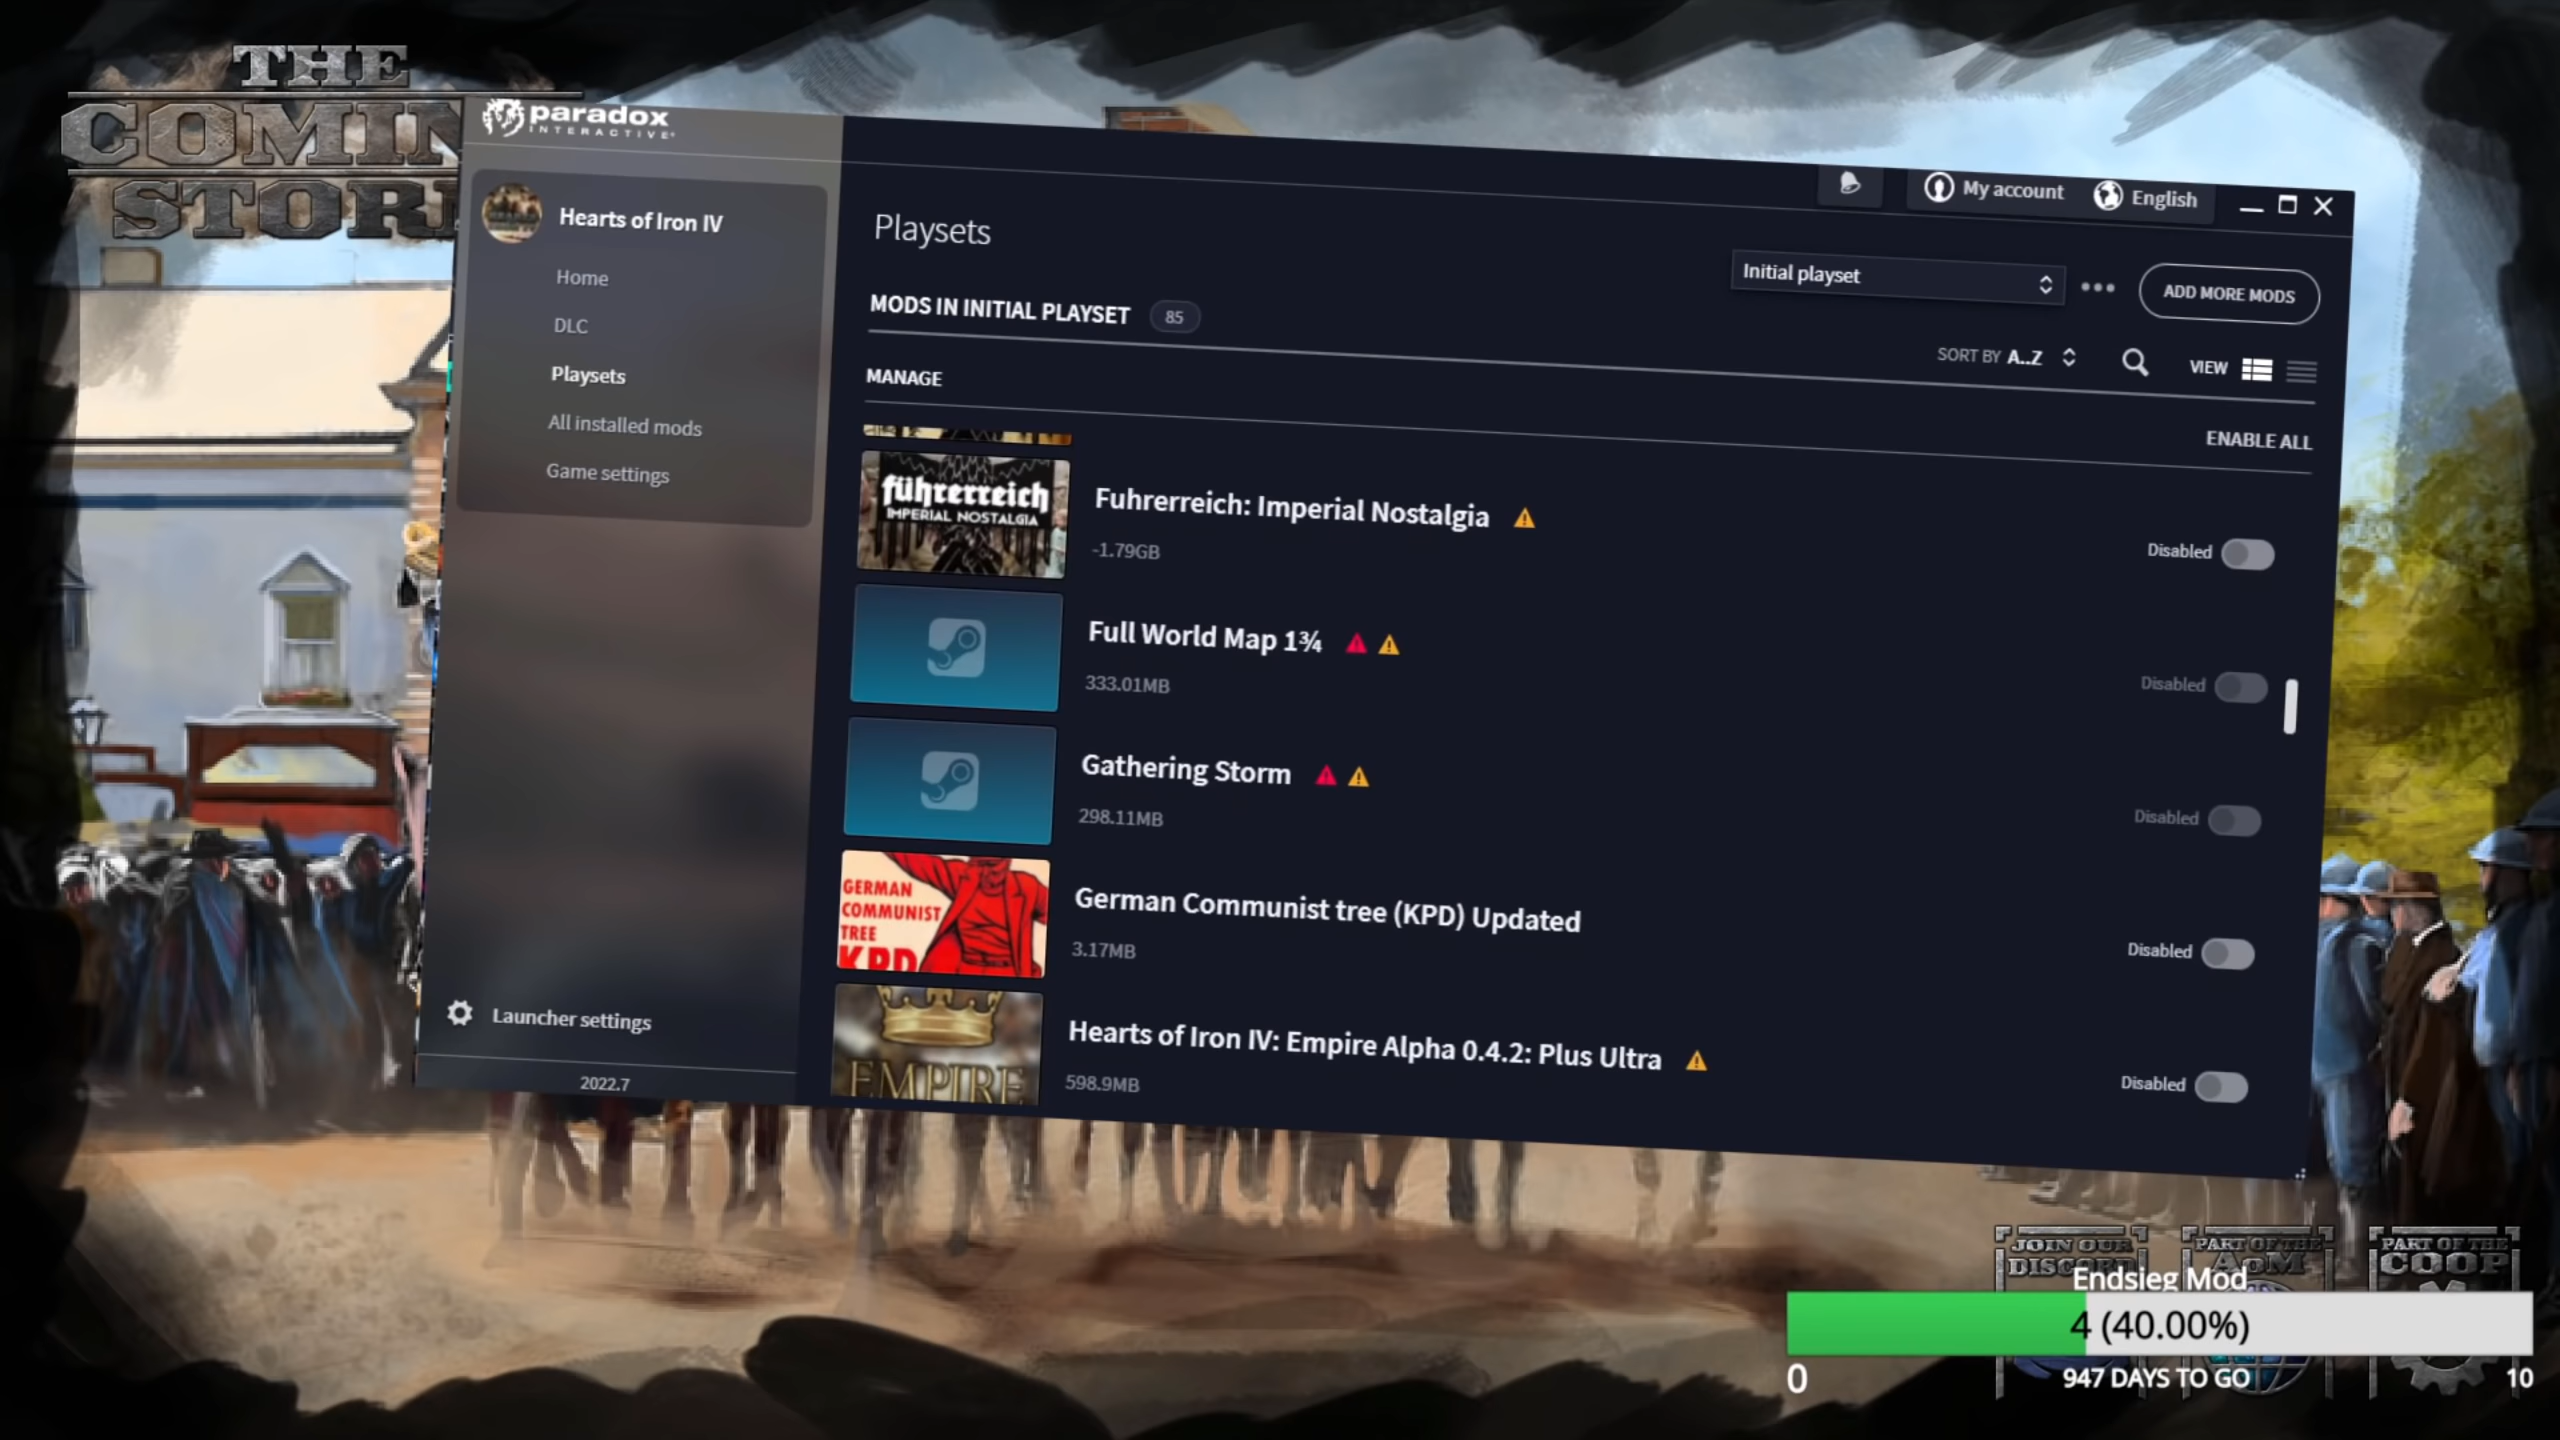 THE
COMIN
STOR
paradox
INTERACTIVE
Hearts of Iron IV
Home
DLC
Playsets
All installed mods
Game settings
Launcher settings
2022.7
My account
English
Playsets
Initial playset
ADD MORE MODS
MODS IN INITIAL PLAYSET 85
SORT BY A..Z
VIEW
MANAGE
ENABLE ALL
führerreich
IMPERIAL NOSTALGIA
Fuhrerreich: Imperial Nostalgia
-1.79GB
Disabled
Full World Map 1¾
333.01MB
Disabled
Gathering Storm
298.11MB
Disabled
GERMAN
COMMUNIST
TREE
KPD
German Communist tree (KPD) Updated
3.17MB
Disabled
EMPIRE
Hearts of Iron IV: Empire Alpha 0.4.2: Plus Ultra
598.9MB
Disabled
JOIN OUR
DISCORD
PART OF THE
AoM
PART OF THE
COOP
Endsieg Mod
4 (40.00%)
0
947 DAYS TO GO
10